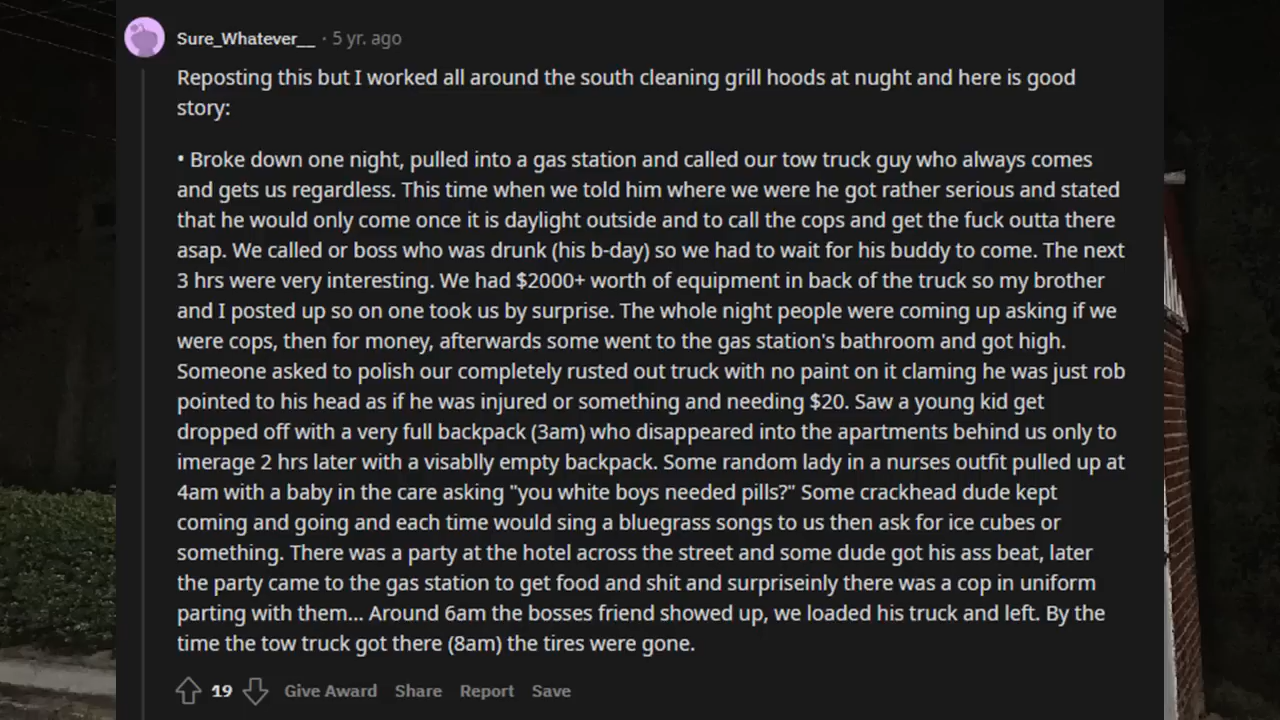 Sure_Whatever__ · 5 yr. ago
Reposting this but I worked all around the south cleaning grill hoods at nught and here is good
story:
• Broke down one night, pulled into a gas station and called our tow truck guy who always comes
and gets us regardless. This time when we told him where we were he got rather serious and stated
that he would only come once it is daylight outside and to call the cops and get the fuck outta there
asap. We called or boss who was drunk (his b-day) so we had to wait for his buddy to come. The next
3 hrs were very interesting. We had $2000+ worth of equipment in back of the truck so my brother
and I posted up so on one took us by surprise. The whole night people were coming up asking if we
were cops, then for money, afterwards some went to the gas station's bathroom and got high.
Someone asked to polish our completely rusted out truck with no paint on it claming he was just rob
pointed to his head as if he was injured or something and needing $20. Saw a young kid get
dropped off with a very full backpack (3am) who disappeared into the apartments behind us only to
imerage 2 hrs later with a visablly empty backpack. Some random lady in a nurses outfit pulled up at
4am with a baby in the care asking "you white boys needed pills?" Some crackhead dude kept
coming and going and each time would sing a bluegrass songs to us then ask for ice cubes or
something. There was a party at the hotel across the street and some dude got his ass beat, later
the party came to the gas station to get food and shit and surpriseinly there was a cop in uniform
parting with them... Around 6am the bosses friend showed up, we loaded his truck and left. By the
time the tow truck got there (8am) the tires were gone.
19 Give Award Share Report Save